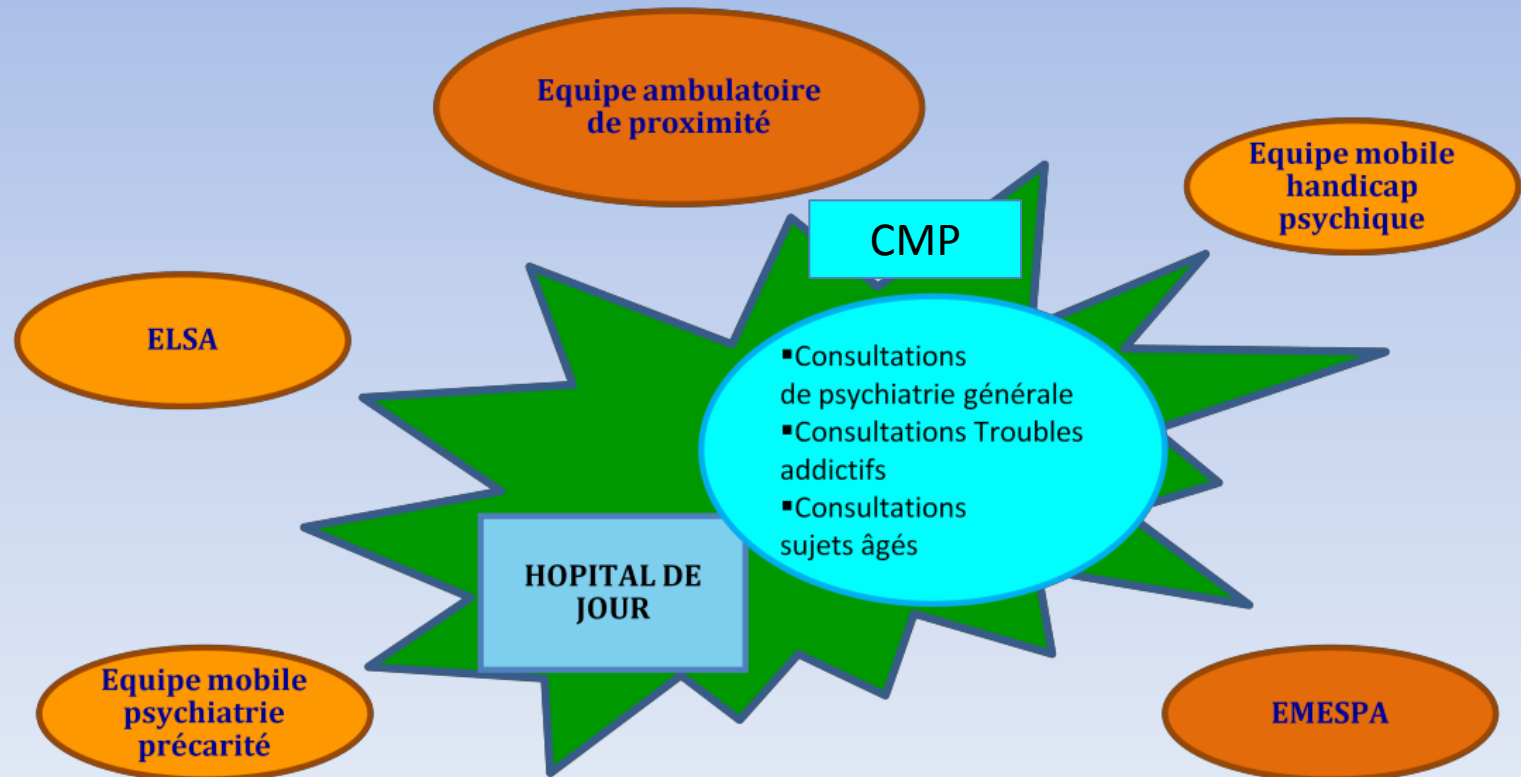 Equipe ambulatoire
de proximité
Equipe mobile
handicap
psychique
CMP
ELSA
▪Consultations
de psychiatrie générale
▪Consultations Troubles
addictifs
▪Consultations
sujets âgés
HOPITAL DE
JOUR
Equipe mobile
psychiatrie
précarité
EMESPA